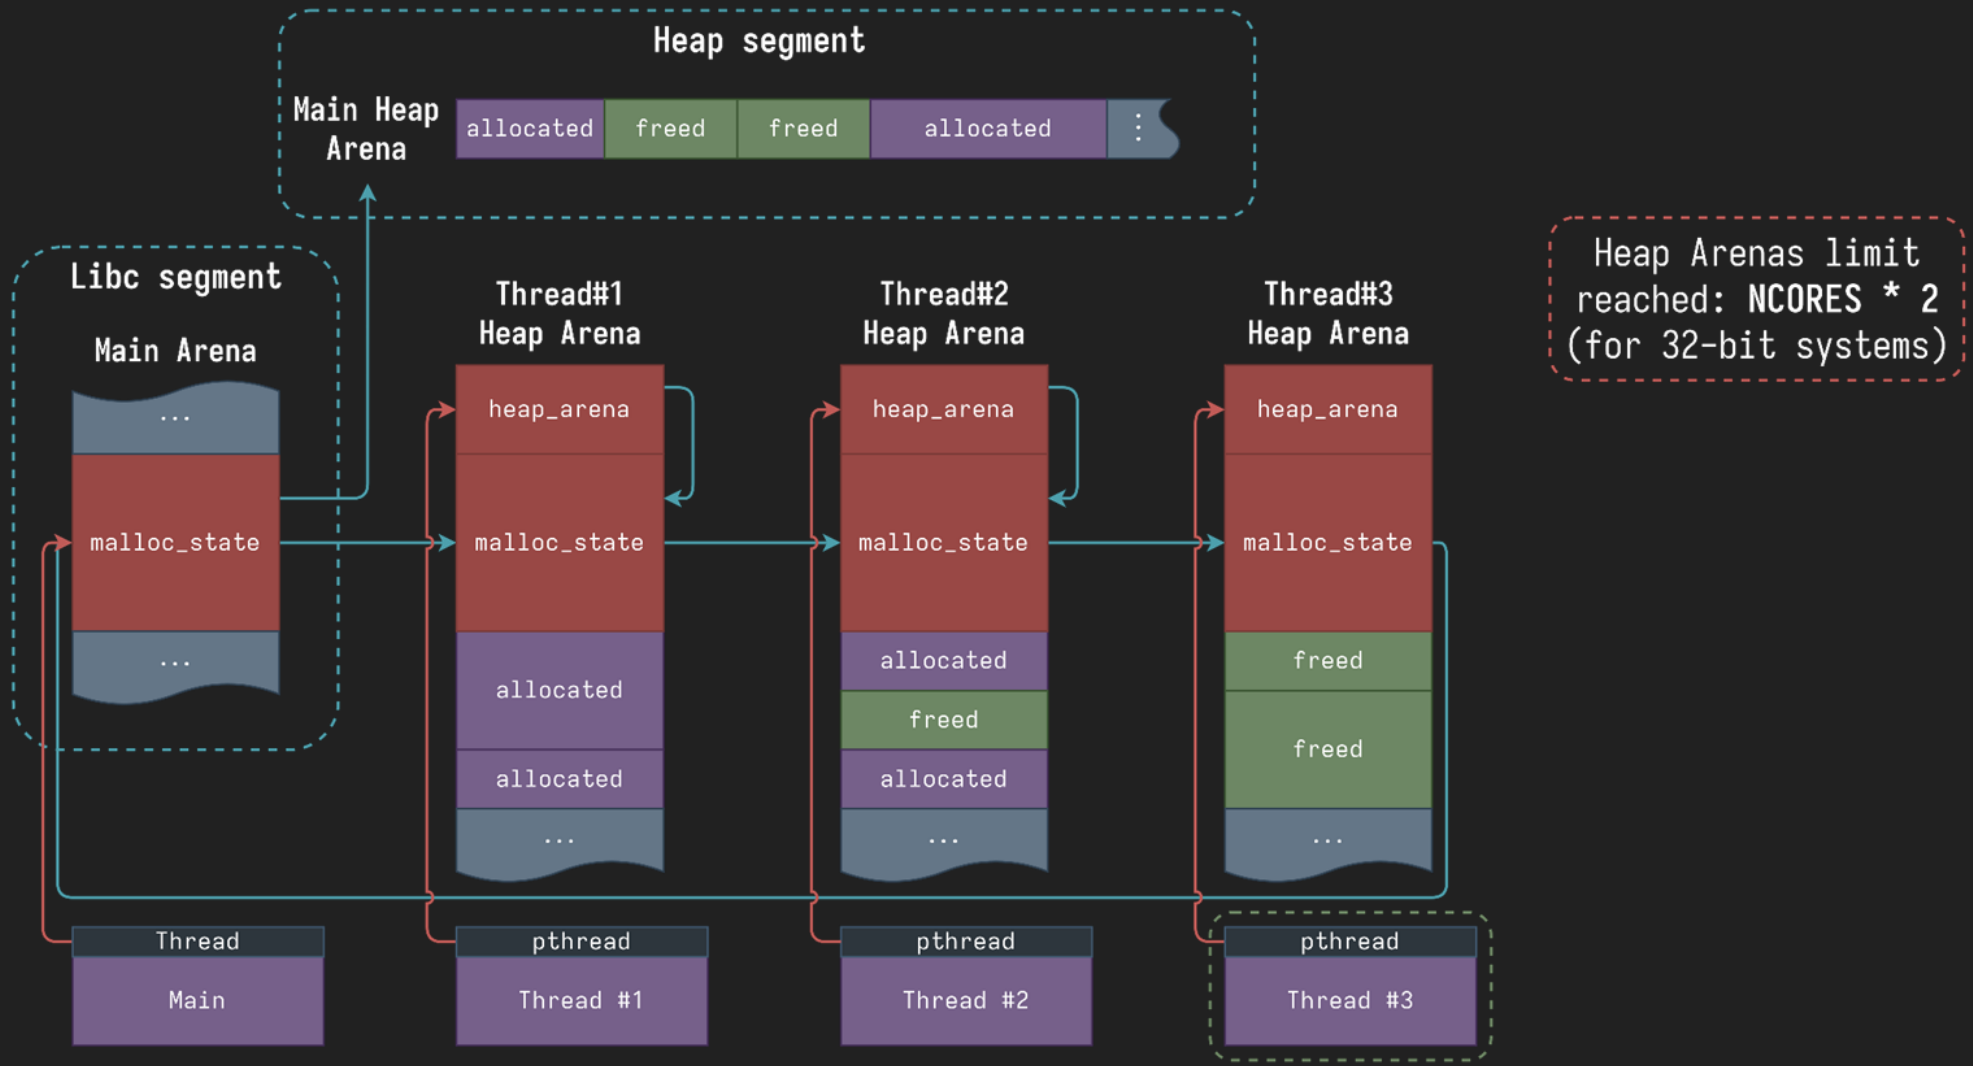 Heap segment
Main Heap
Arena
allocated
freed
freed
allocated
⋮
Libc segment
Main Arena
...
malloc_state
...
Thread#1
Heap Arena
heap_arena
malloc_state
allocated
allocated
...
Thread#2
Heap Arena
heap_arena
malloc_state
allocated
freed
allocated
...
Thread#3
Heap Arena
heap_arena
malloc_state
freed
freed
...
Heap Arenas limit
reached: NCORES * 2
(for 32-bit systems)
Thread
Main
pthread
Thread #1
pthread
Thread #2
pthread
Thread #3